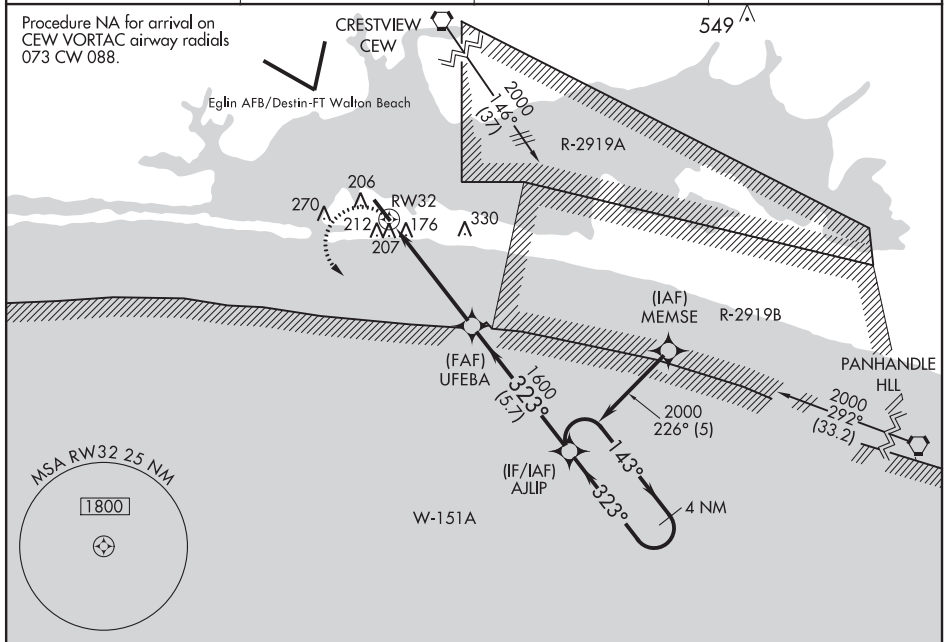 Procedure NA for arrival on
CEW VORTAC airway radials
073 CW 088.
CRESTVIEW
CEW
549
Eglin AFB/Destin-FT Walton Beach
2000
146°
(37)
R-2919A
206
270
RW32
212
176
330
207
(IAF)
MEMSE
R-2919B
(FAF)
UFEBA
1600
323°
(5.7)
2000
226° (5)
PANHANDLE
HLL
2000
292°
(33.2)
(IF/IAF)
AJLIP
143°
323°
4 NM
MSA RW32 25 NM
1800
W-151A